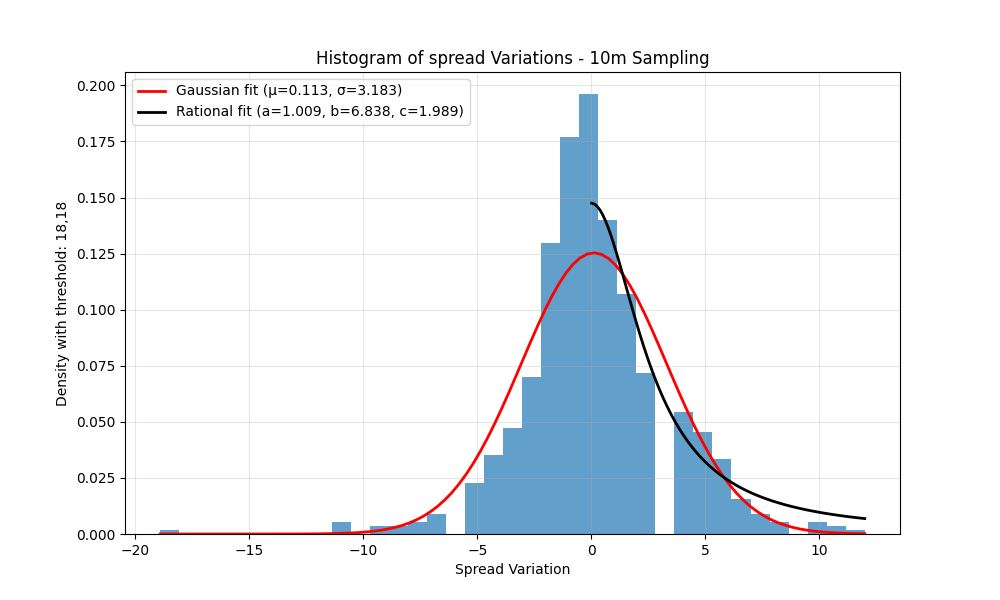 Histogram of spread Variations - 10m Sampling
Gaussian fit (μ=0.113, σ=3.183)
Rational fit (a=1.009, b=6.838, c=1.989)
Density with threshold: 18,18
0.200
0.175
0.150
0.125
0.100
0.075
0.050
0.025
0.000
−20 −15 −10 −5 0 5 10
Spread Variation